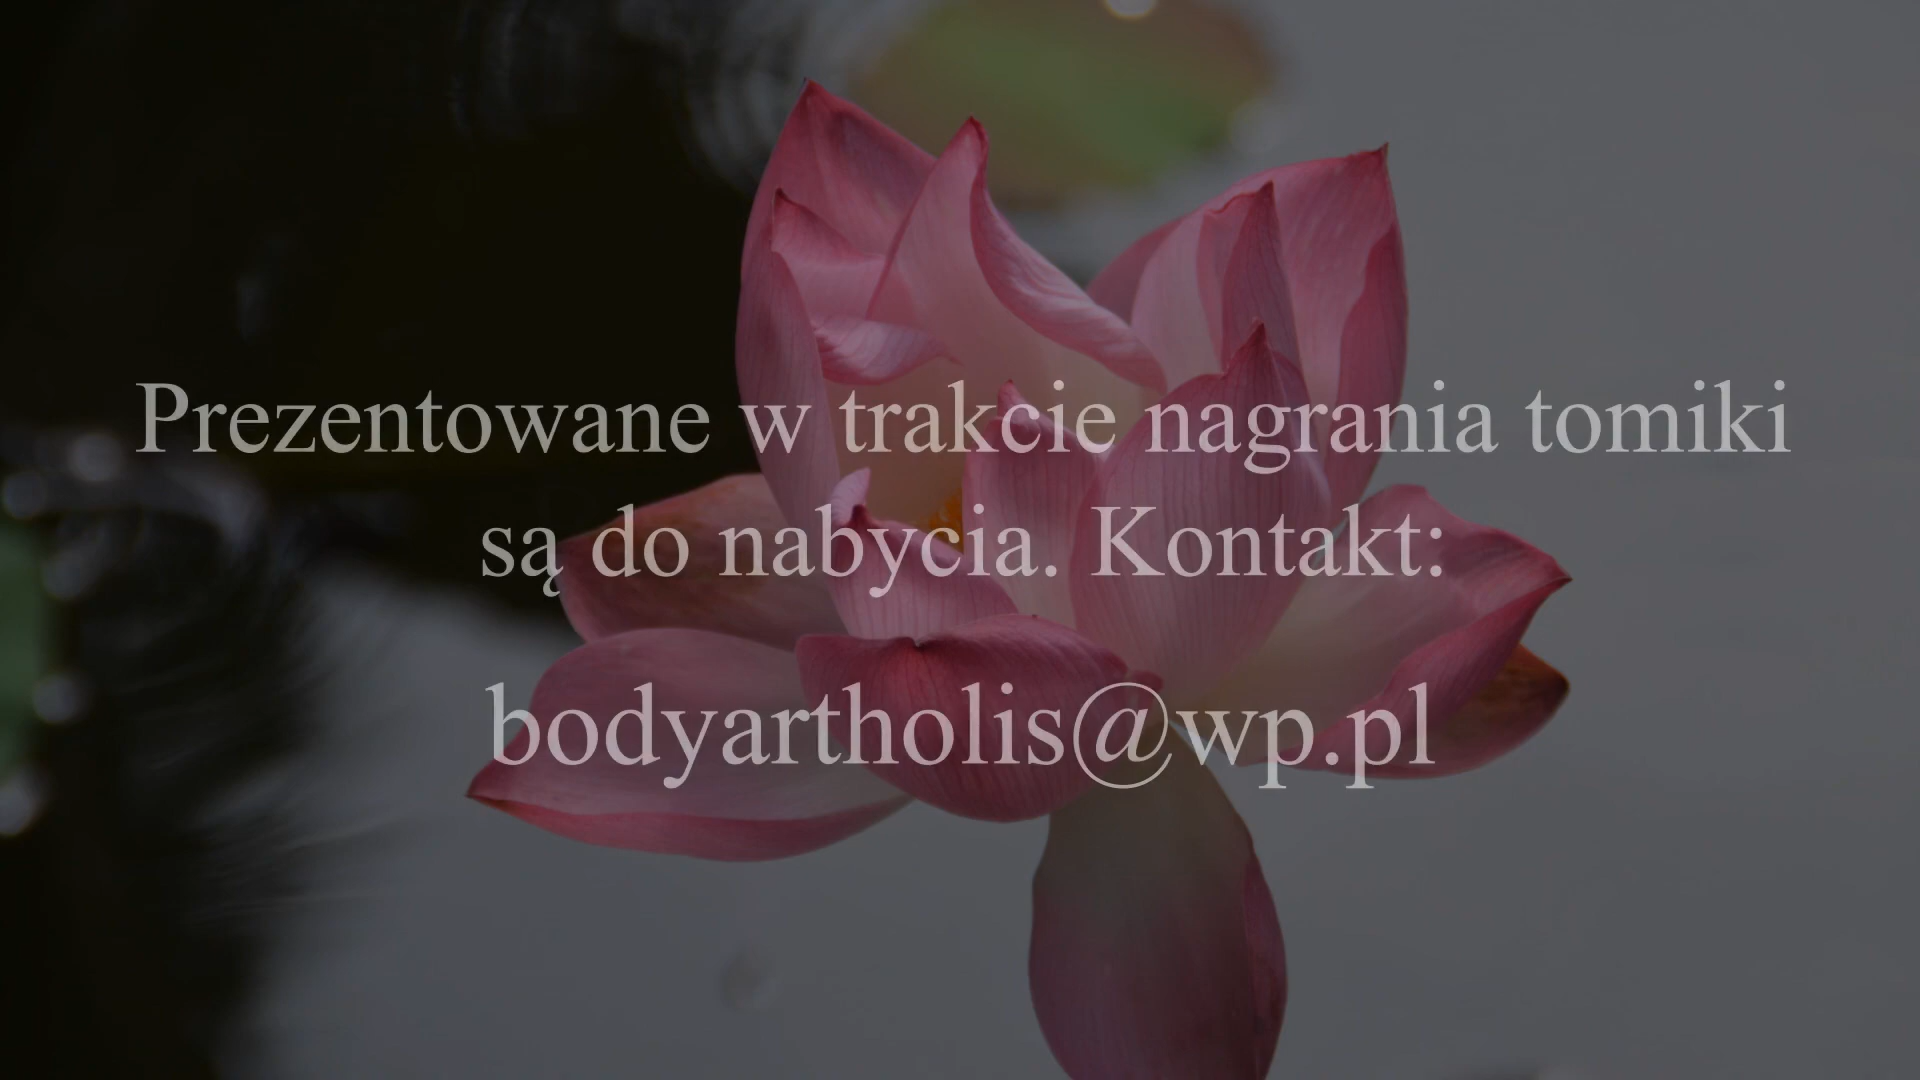 Prezentowane w trakcie nagrania tomiki
są do nabycia. Kontakt:
bodyartholis@wp.pl